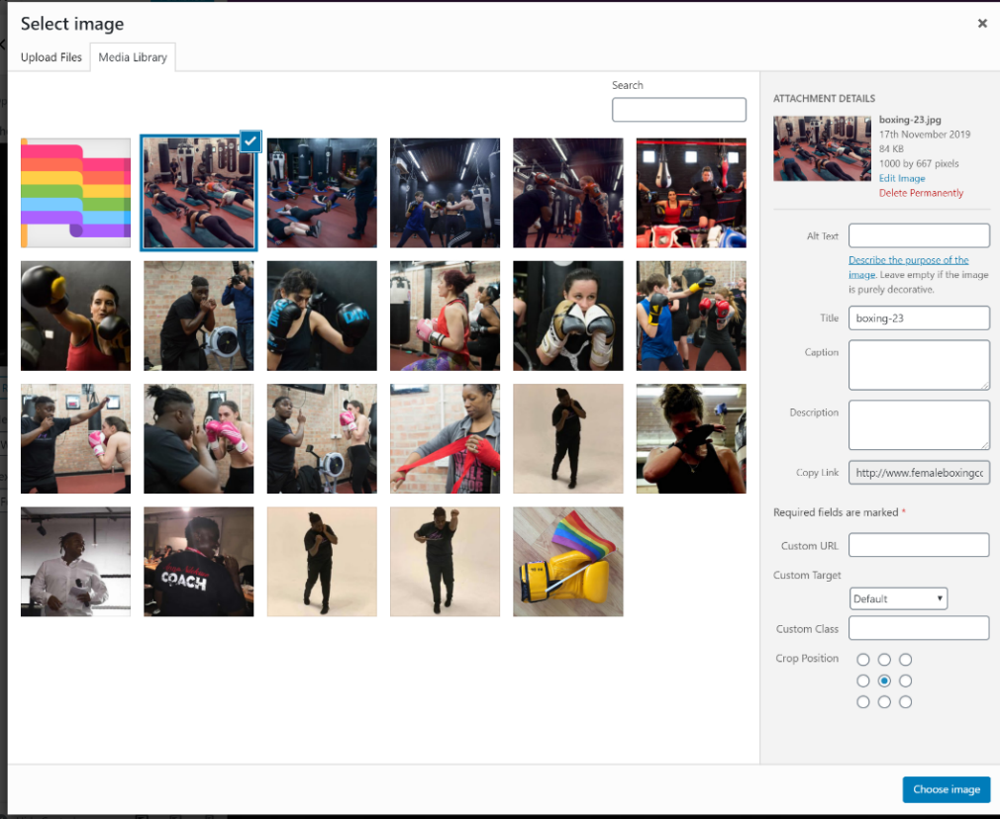 Select image
×
Upload Files
Media Library
Search
ATTACHMENT DETAILS
boxing-23.jpg
17th November 2019
84 KB
1000 by 667 pixels
Edit Image
Delete Permanently
Alt Text
Describe the purpose of the
image. Leave empty if the image
is purely decorative.
Title
boxing-23
Caption
Description
Copy Link
http://www.femaleboxingcc
Required fields are marked *
Custom URL
Custom Target
Default
Custom Class
Crop Position
COACH
Choose image